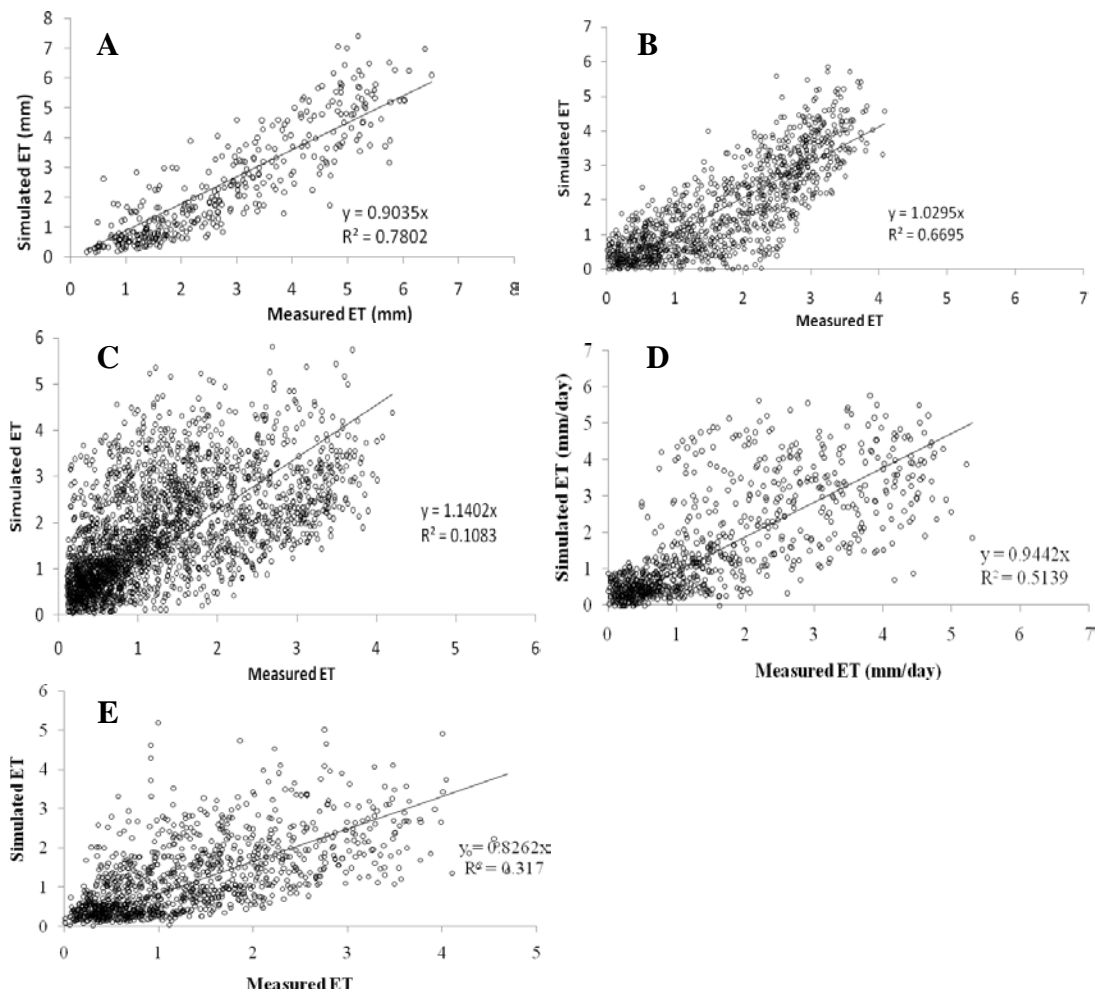 A
Simulated ET (mm)
8
7
6
5
4
3
2
1
0
y = 0.9035x
R² = 0.7802
0 1 2 3 4 5 6 7
Measured ET (mm)
B
Simulated ET
7
6
5
4
3
2
1
0
y = 1.0295x
R² = 0.6695
0 1 2 3 4 5 6 7
Measured ET
C
Simulated ET
6
5
4
3
2
1
0
y = 1.1402x
R² = 0.1083
0 1 2 3 4 5 6
Measured ET
D
Simulated ET (mm/day)
7
6
5
4
3
2
1
0
y = 0.9442x
R² = 0.5139
0 1 2 3 4 5 6 7
Measured ET (mm/day)
E
Simulated ET
6
5
4
3
2
1
0
y = 0.8262x
R² = 0.317
0 1 2 3 4 5
Measured ET